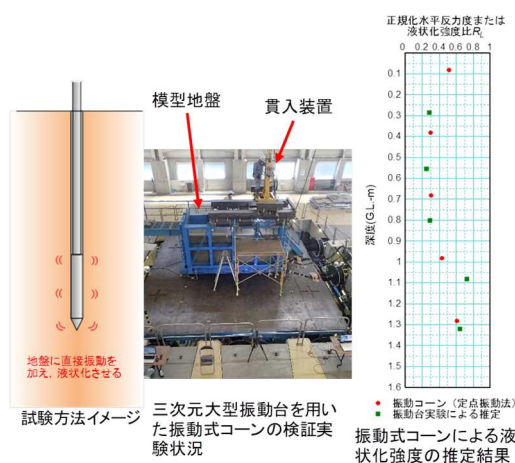 地盤に直接振動を
加え，液状化させる
試験方法イメージ
模型地盤
貫入装置
三次元大型振動台を用い
た振動式コーンの検証実
験状況
正規化水平反力度または
液状化強度比RL
0 0.2 0.4 0.6 0.8 1
0.1
0.3
0.4
0.5
0.6
0.7
0.8
0.9
1
1.1
1.2
1.3
1.4
1.5
1.6
深度(G.L.-m)
振動コーン（定点振動法）
振動台実験による推定
振動式コーンによる液
状化強度の推定結果